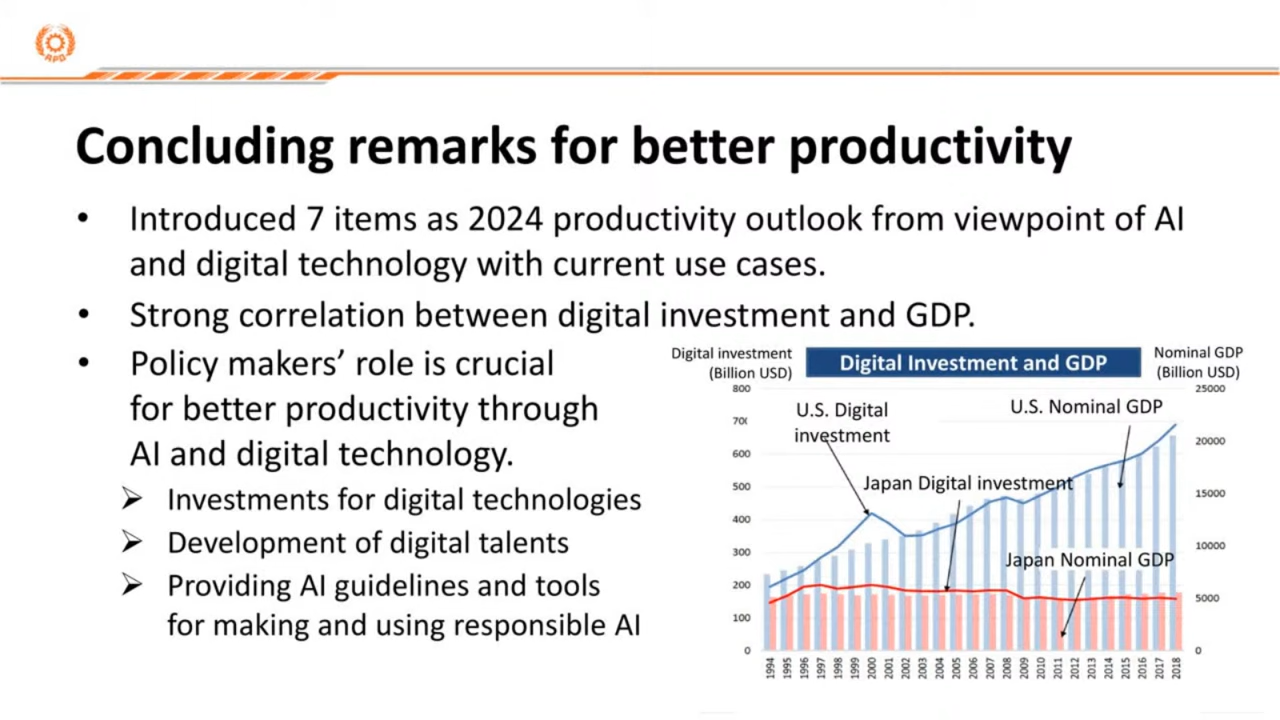 APO
Concluding remarks for better productivity
• Introduced 7 items as 2024 productivity outlook from viewpoint of AI
and digital technology with current use cases.
• Strong correlation between digital investment and GDP.
• Policy makers’ role is crucial
for better productivity through
AI and digital technology.
➢ Investments for digital technologies
➢ Development of digital talents
➢ Providing AI guidelines and tools
for making and using responsible AI
Digital investment
(Billion USD)
Digital Investment and GDP
Nominal GDP
(Billion USD)
800
700
600
500
400
300
200
100
0
25000
20000
15000
10000
5000
0
U.S. Digital
investment
U.S. Nominal GDP
Japan Digital investment
Japan Nominal GDP
1994 1995 1996 1997 1998 1999 2000 2001 2002 2003 2004 2005 2006 2007 2008 2009 2010 2011 2012 2013 2014 2015 2016 2017 2018